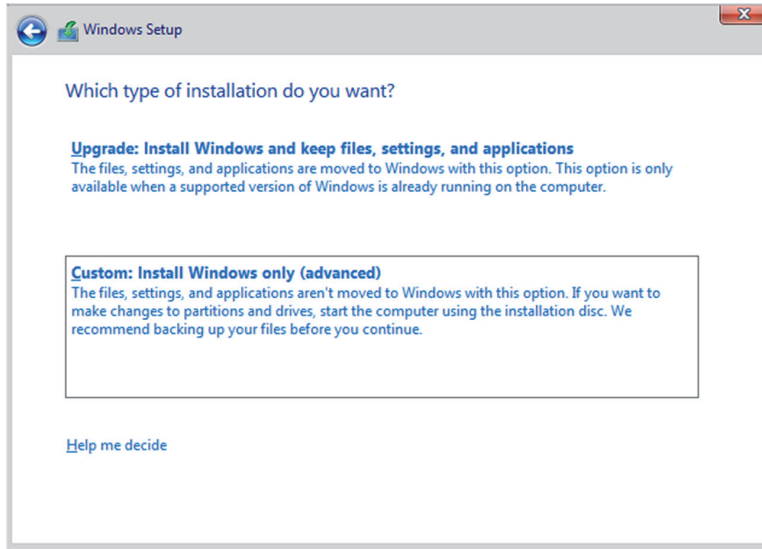 Windows Setup
Which type of installation do you want?
Upgrade: Install Windows and keep files, settings, and applications
The files, settings, and applications are moved to Windows with this option. This option is only
available when a supported version of Windows is already running on the computer.
Custom: Install Windows only (advanced)
The files, settings, and applications aren't moved to Windows with this option. If you want to
make changes to partitions and drives, start the computer using the installation disc. We
recommend backing up your files before you continue.
Help me decide